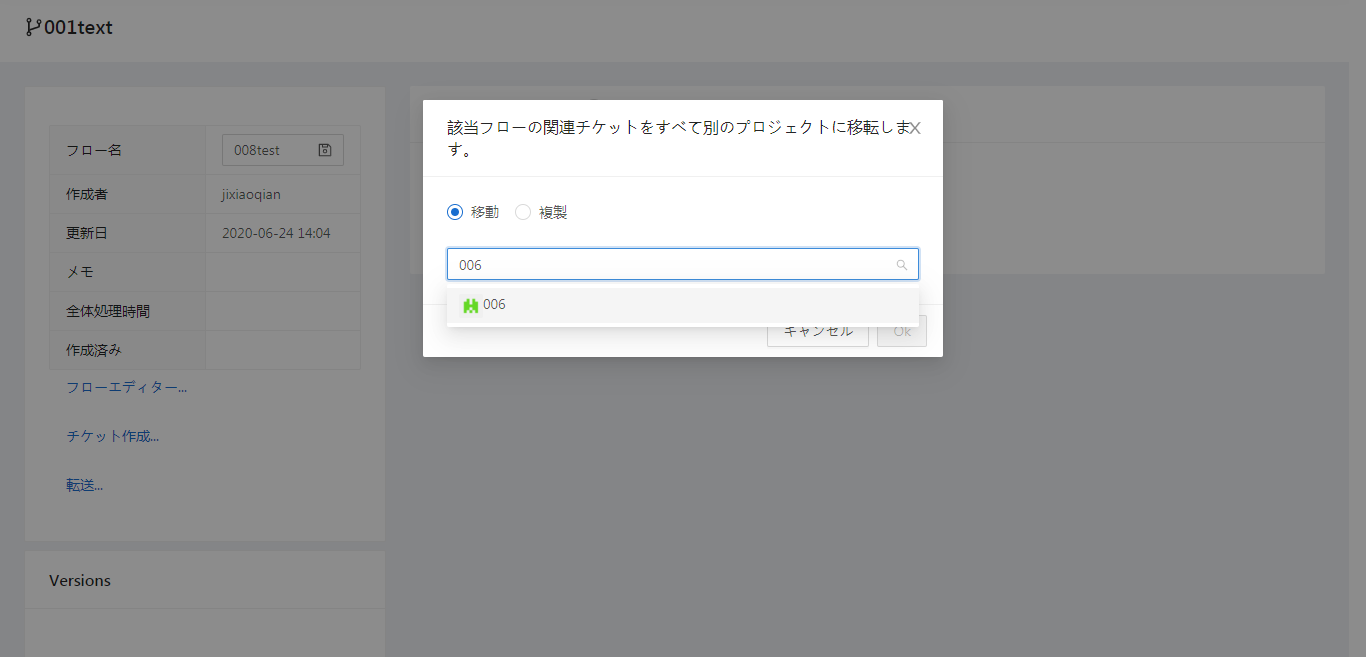 001text
フロー名
008test
作成者
jixiaoqian
更新日
2020-06-24 14:04
メモ
全体処理時間
作成済み
フローエディター...
チケット作成...
転送...
Versions
該当フローの関連チケットをすべて別のプロジェクトに移転しま
す。
移動
複製
006
006
キャンセル
Ok